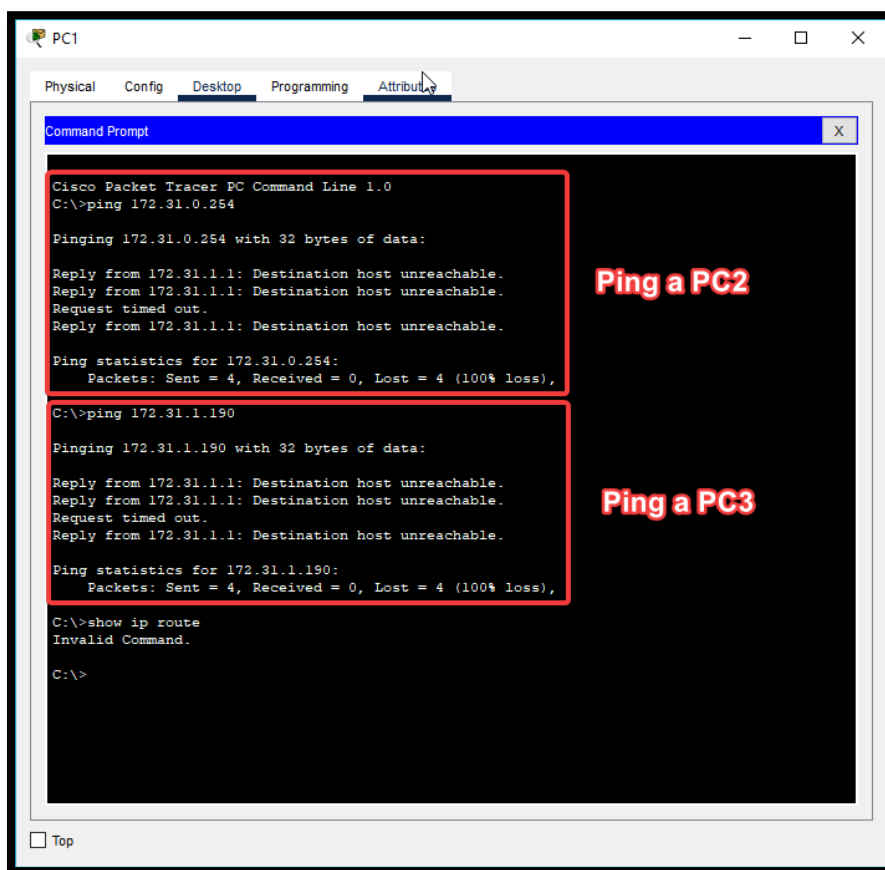 PC1
Physical Config Desktop Programming
Command Prompt
X
Cisco Packet Tracer PC Command Line 1.0
C:\>ping 172.31.0.254
Pinging 172.31.0.254 with 32 bytes of data:
Reply from 172.31.1.1: Destination host unreachable.
Reply from 172.31.1.1: Destination host unreachable.
Request timed out.
Reply from 172.31.1.1: Destination host unreachable.
Ping statistics for 172.31.0.254:
Packets: Sent = 4, Received = 0, Lost = 4 (100% loss),
Ping a PC2
C:\>ping 172.31.1.190
Pinging 172.31.1.190 with 32 bytes of data:
Reply from 172.31.1.1: Destination host unreachable.
Reply from 172.31.1.1: Destination host unreachable.
Request timed out.
Reply from 172.31.1.1: Destination host unreachable.
Ping statistics for 172.31.1.190:
Packets: Sent = 4, Received = 0, Lost = 4 (100% loss),
Ping a PC3
C:\>show ip route
Invalid Command.
C:\>
Top